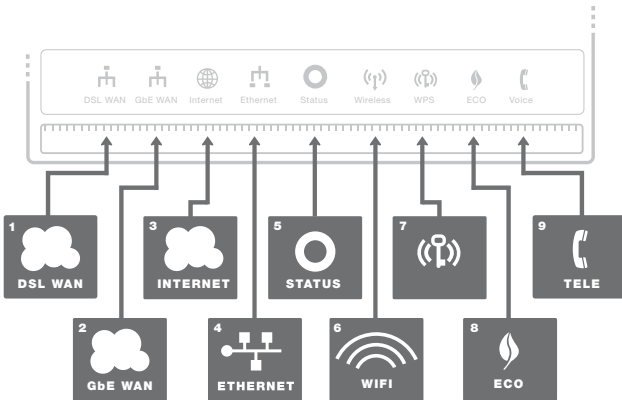 DSL WAN GbE WAN Internet Ethernet Status Wireless WPS ECO Voice
1
DSL WAN
3
INTERNET
5
STATUS
7
9
TELE
2
GbE WAN
4
ETHERNET
6
WIFI
8
ECO